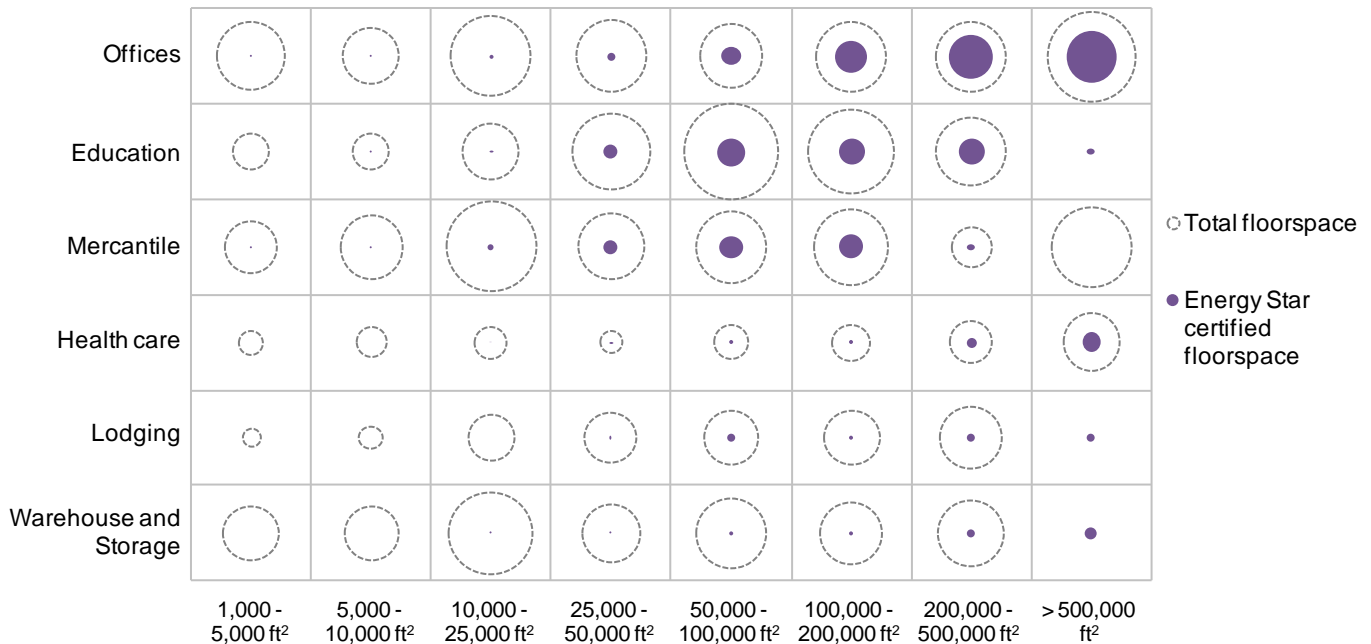 Offices
Education
Mercantile
Health care
Lodging
Warehouse and
Storage
Total floorspace
Energy Star
certified
floorspace
1,000 -
5,000 ft²
5,000 -
10,000 ft²
10,000 -
25,000 ft²
25,000 -
50,000 ft²
50,000 -
100,000 ft²
100,000 -
200,000 ft²
200,000 -
500,000 ft²
> 500,000
ft²